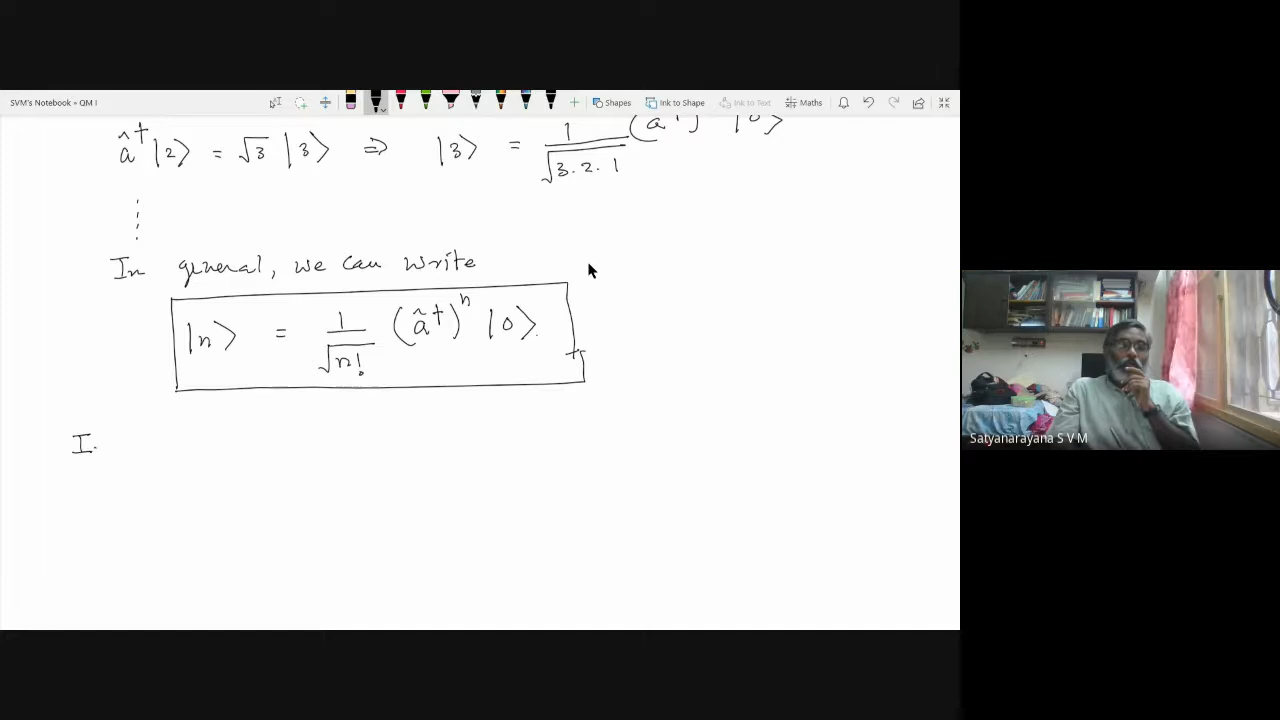 SVM's Notebook » QM I
Shapes Ink to Shape Ink to Text Maths
(â†) |0⟩
â†|2⟩ = √3 |3⟩ ⇒ |3⟩ = 1/√(3.2.1)
In general, we can write
|n⟩ = 1/√n! (â†)ⁿ |0⟩.
I.
Satyanarayana S V M